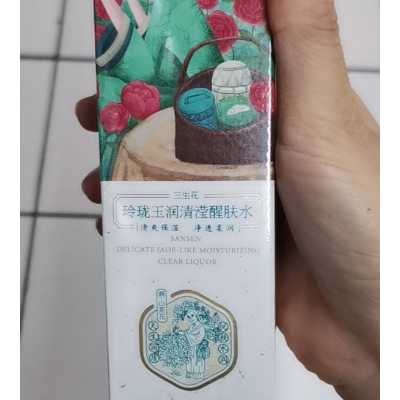 三生花
玲珑玉润清滢醒肤水
清爽保湿 净透柔润
SANSEN
DELICATE JADE-LIKE MOISTURIZING
CLEAR LIQUOR